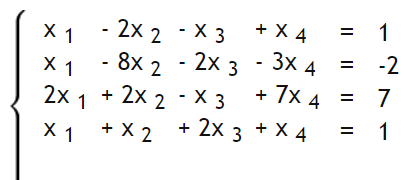 x 1 - 2x 2 - x 3 + x 4 = 1
x 1 - 8x 2 - 2x 3 - 3x 4 = -2
2x 1 + 2x 2 - x 3 + 7x 4 = 7
x 1 + x 2 + 2x 3 + x 4 = 1